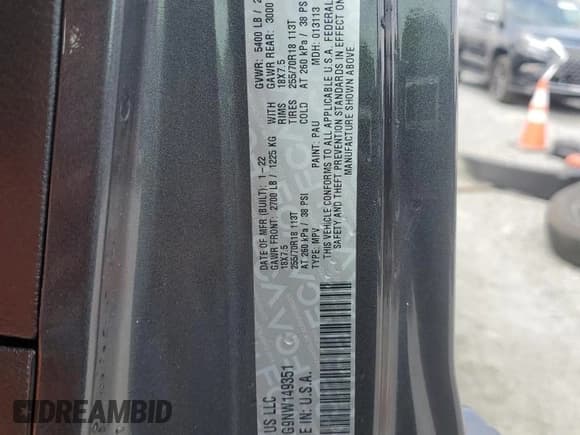 US LLC
DATE OF MFR (BUILT): 1-22
GVWR: 5400 LB /
GAWR FRONT: 2700 LB / 1225 KG WITH GAWR REAR: 3000
18X7.5 RIMS 18X7.5
255/70R18 113T TIRES 255/70R18 113T
AT 260 kPa / 38 PSI COLD AT 260 kPa / 38 PS
TYPE: MPV PAINT: PAU MDH: 013113
THIS VEHICLE CONFORMS TO ALL APPLICABLE U.S.A. FEDERAL
SAFETY AND THEFT PREVENTION STANDARDS IN EFFECT ON
MANUFACTURE SHOWN ABOVE
G9NW149351
E IN: U.S.A.
DREAMBID